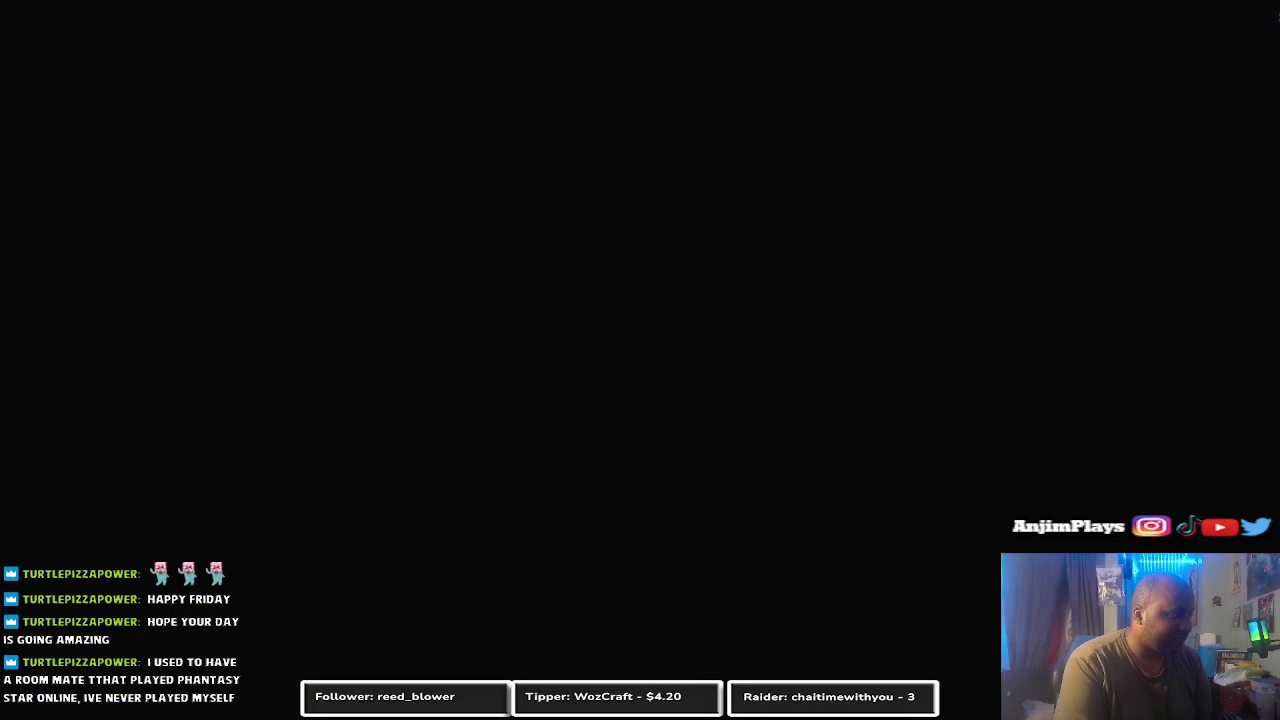 AnjimPlays
TURTLEPIZZAPOWER:
TURTLEPIZZAPOWER: HAPPY FRIDAY
TURTLEPIZZAPOWER: HOPE YOUR DAY
IS GOING AMAZING
TURTLEPIZZAPOWER: I USED TO HAVE
A ROOM MATE TTHAT PLAYED PHANTASY
STAR ONLINE, IVE NEVER PLAYED MYSELF
Follower: reed_blower
Tipper: WozCraft - $4.20
Raider: chaitimewithyou - 3